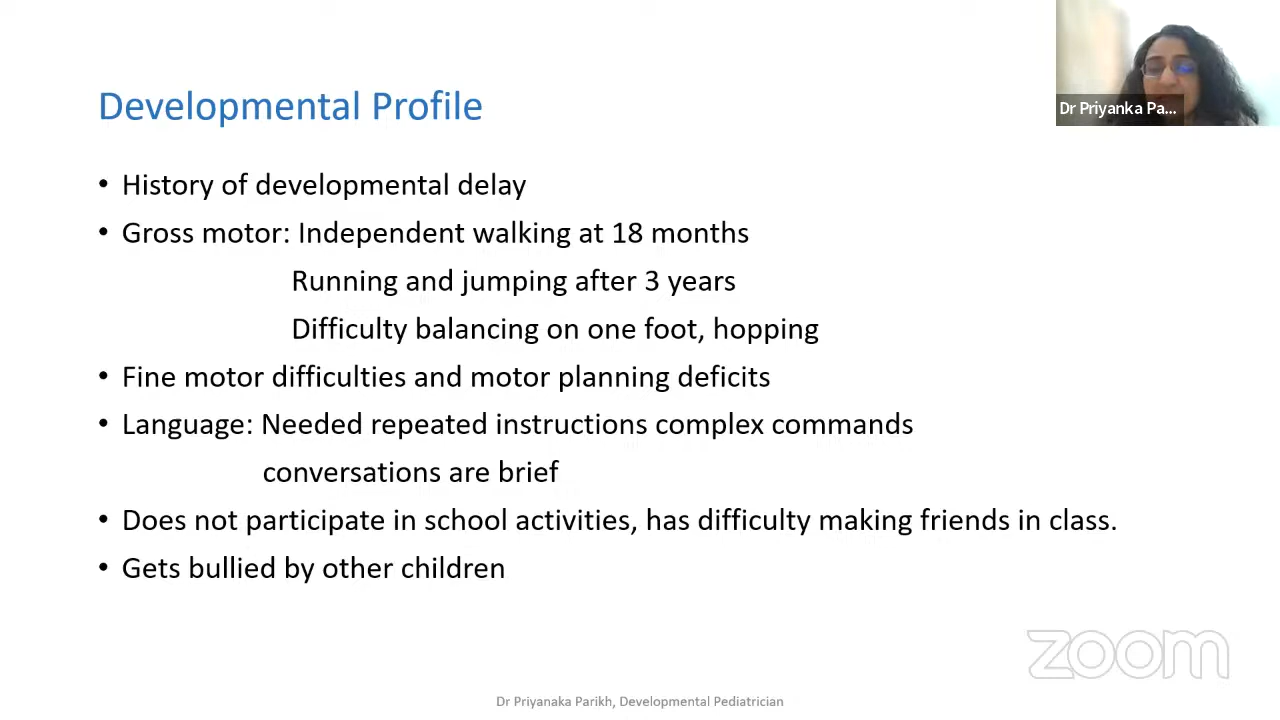 Dr Priyanka Pa...
Developmental Profile
• History of developmental delay
• Gross motor: Independent walking at 18 months
Running and jumping after 3 years
Difficulty balancing on one foot, hopping
• Fine motor difficulties and motor planning deficits
• Language: Needed repeated instructions complex commands
conversations are brief
• Does not participate in school activities, has difficulty making friends in class.
• Gets bullied by other children
zoom
Dr Priyanaka Parikh, Developmental Pediatrician